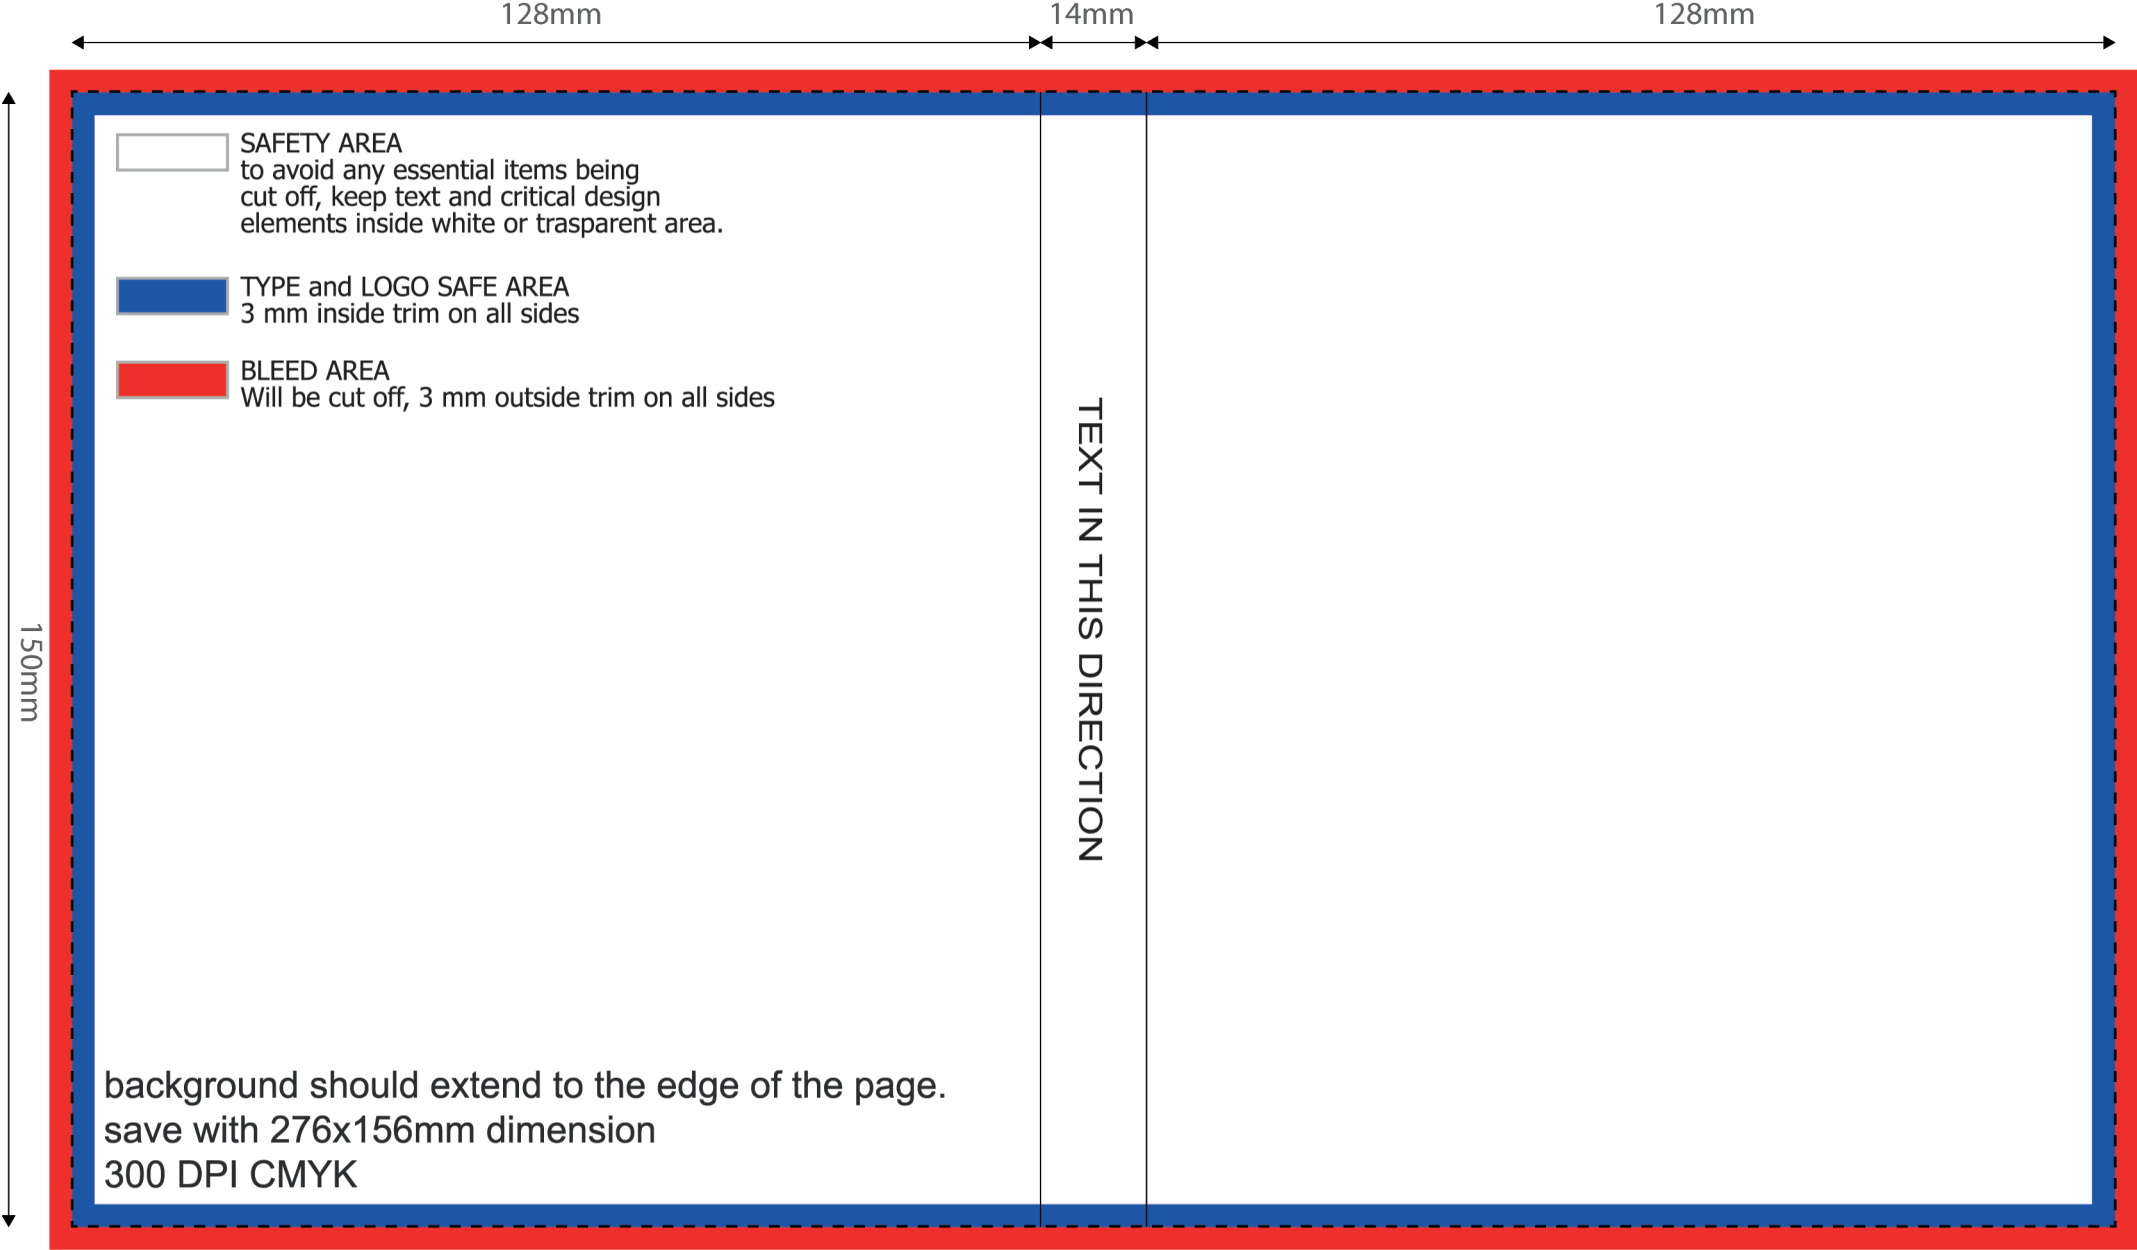 128mm
14mm
128mm
150mm
SAFETY AREA
to avoid any essential items being
cut off, keep text and critical design
elements inside white or trasparent area.
TYPE and LOGO SAFE AREA
3 mm inside trim on all sides
BLEED AREA
Will be cut off, 3 mm outside trim on all sides
TEXT IN THIS DIRECTION
background should extend to the edge of the page.
save with 276x156mm dimension
300 DPI CMYK